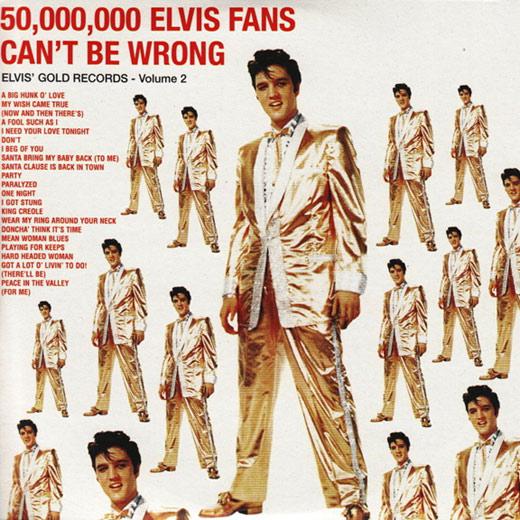 50,000,000 ELVIS FANS
CAN'T BE WRONG
ELVIS' GOLD RECORDS - Volume 2
A BIG HUNK O' LOVE
MY WISH CAME TRUE
(NOW AND THEN THERE'S)
A FOOL SUCH AS I
I NEED YOUR LOVE TONIGHT
DON'T
I BEG OF YOU
SANTA BRING MY BABY BACK (TO ME)
SANTA CLAUSE IS BACK IN TOWN
PARTY
PARALYZED
ONE NIGHT
I GOT STUNG
KING CREOLE
WEAR MY RING AROUND YOUR NECK
DONCHA' THINK IT'S TIME
MEAN WOMAN BLUES
PLAYING FOR KEEPS
HARD HEADED WOMAN
GOT A LOT O' LIVIN' TO DO!
(THERE'LL BE)
PEACE IN THE VALLEY
(FOR ME)